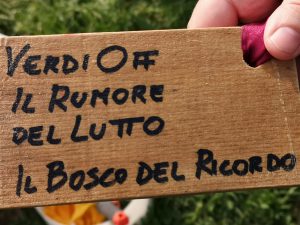 VERDI OFF
IL RUMORE
DEL LUTTO
IL BOSCO DEL RICORDO